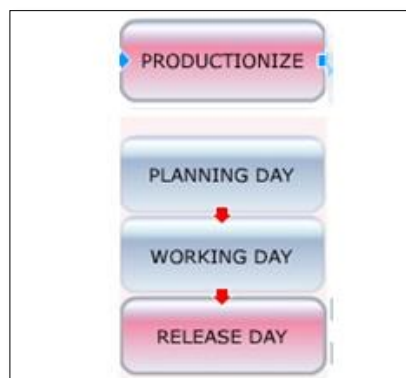 PRODUCTIONIZE
PLANNING DAY
WORKING DAY
RELEASE DAY